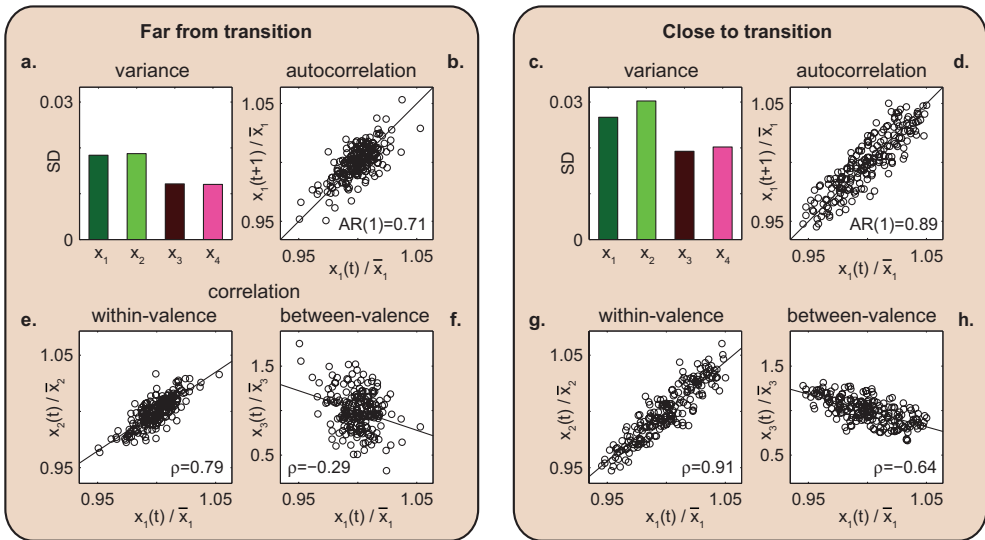 Far from transition
a.
variance
0.03
SD
0
x₁ x₂ x₃ x₄
b.
autocorrelation
1.05
x₁(t+1) / x̄₁
0.95
AR(1)=0.71
0.95 1.05
x₁(t) / x̄₁
correlation
e.
within-valence
1.05
x₂(t) / x̄₂
0.95
ρ=0.79
0.95 1.05
x₁(t) / x̄₁
between-valence
f.
1.5
x₃(t) / x̄₃
0.5
ρ=−0.29
0.95 1.05
x₁(t) / x̄₁
Close to transition
c.
variance
0.03
SD
0
x₁ x₂ x₃ x₄
autocorrelation
d.
1.05
x₁(t+1) / x̄₁
0.95
AR(1)=0.89
0.95 1.05
x₁(t) / x̄₁
g.
within-valence
1.05
x₂(t) / x̄₂
0.95
ρ=0.91
0.95 1.05
x₁(t) / x̄₁
between-valence
h.
1.5
x₃(t) / x̄₃
0.5
ρ=−0.64
0.95 1.05
x₁(t) / x̄₁